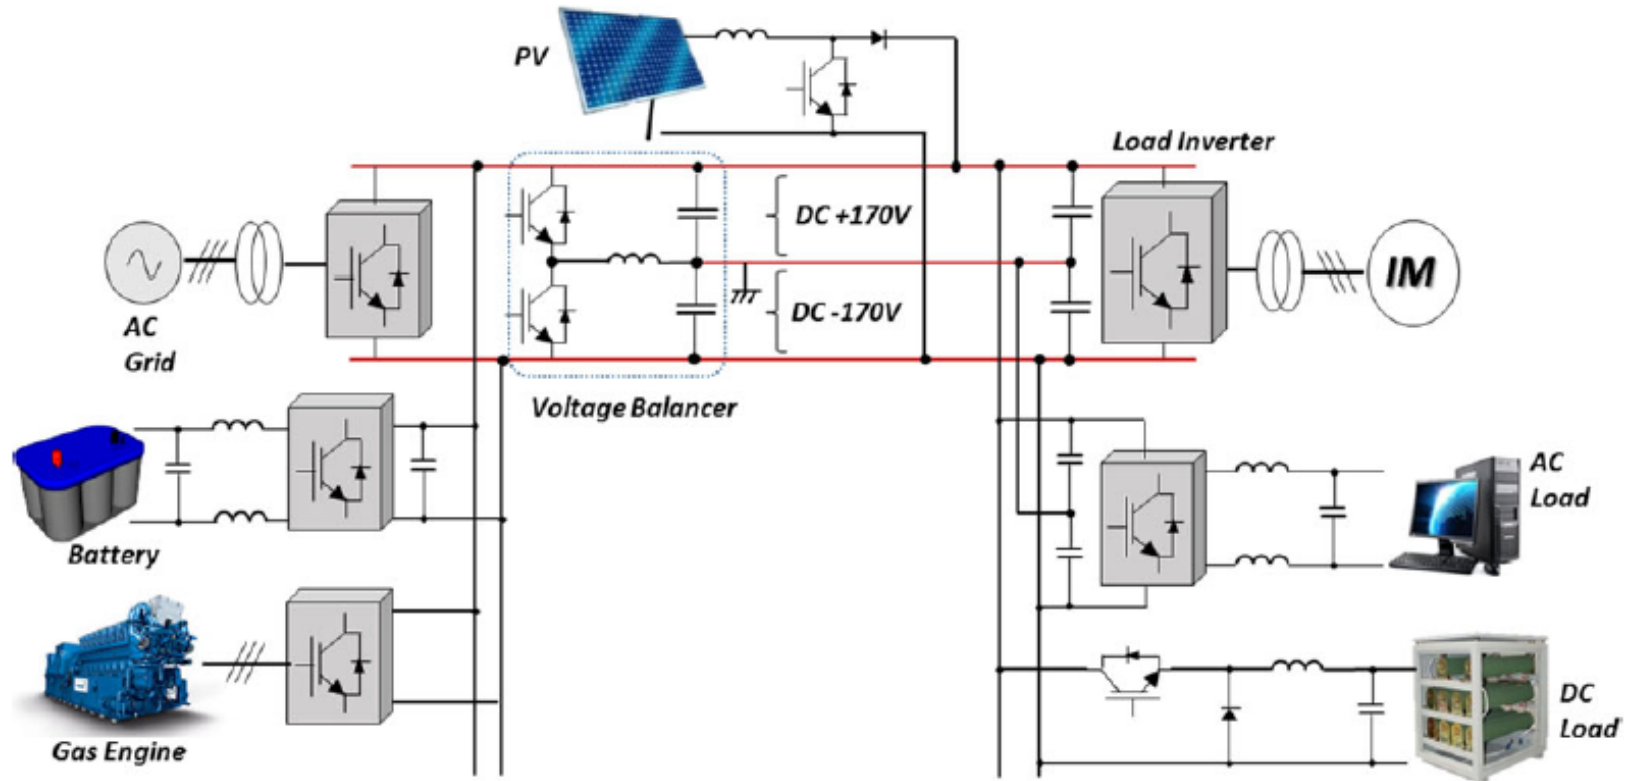 PV
Load Inverter
DC +170V
DC -170V
IM
AC
Grid
Voltage Balancer
Battery
AC
Load
Gas Engine
DC
Load